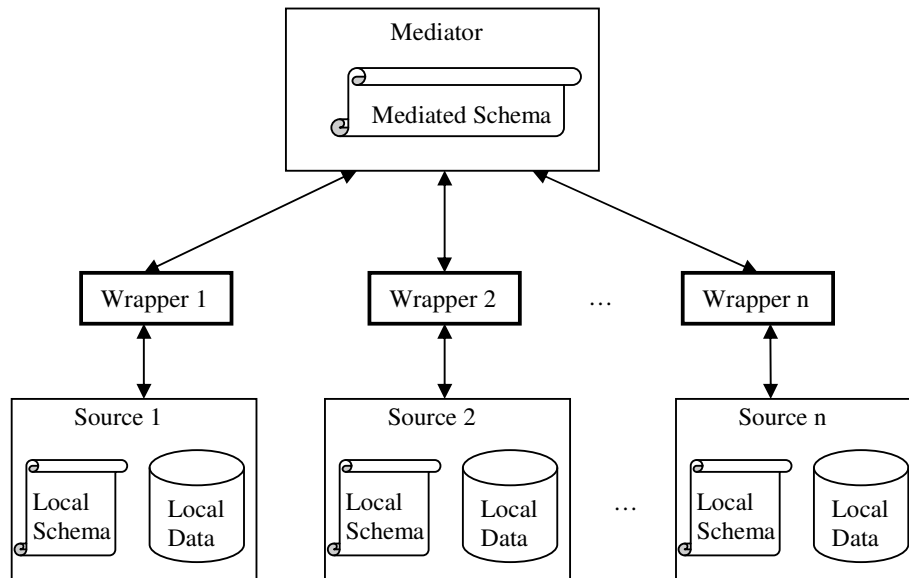 Mediator
Mediated Schema
Wrapper 1
Wrapper 2
...
Wrapper n
Source 1
Local
Schema
Local
Data
Source 2
Local
Schema
Local
Data
...
Source n
Local
Schema
Local
Data